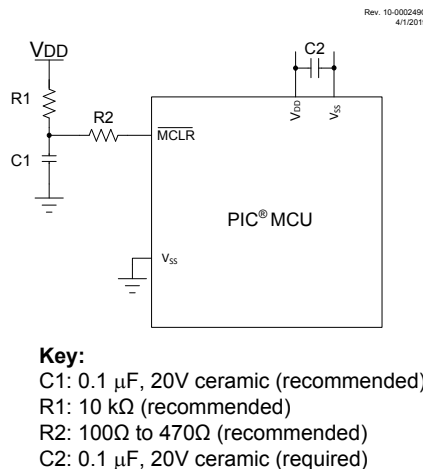 Rev. 10-000249
4/1/201
VDD
C2
R1
R2
VDD
VSS
MCLR
C1
PIC® MCU
VSS
Key:
C1: 0.1 μF, 20V ceramic (recommended)
R1: 10 kΩ (recommended)
R2: 100Ω to 470Ω (recommended)
C2: 0.1 μF, 20V ceramic (required)